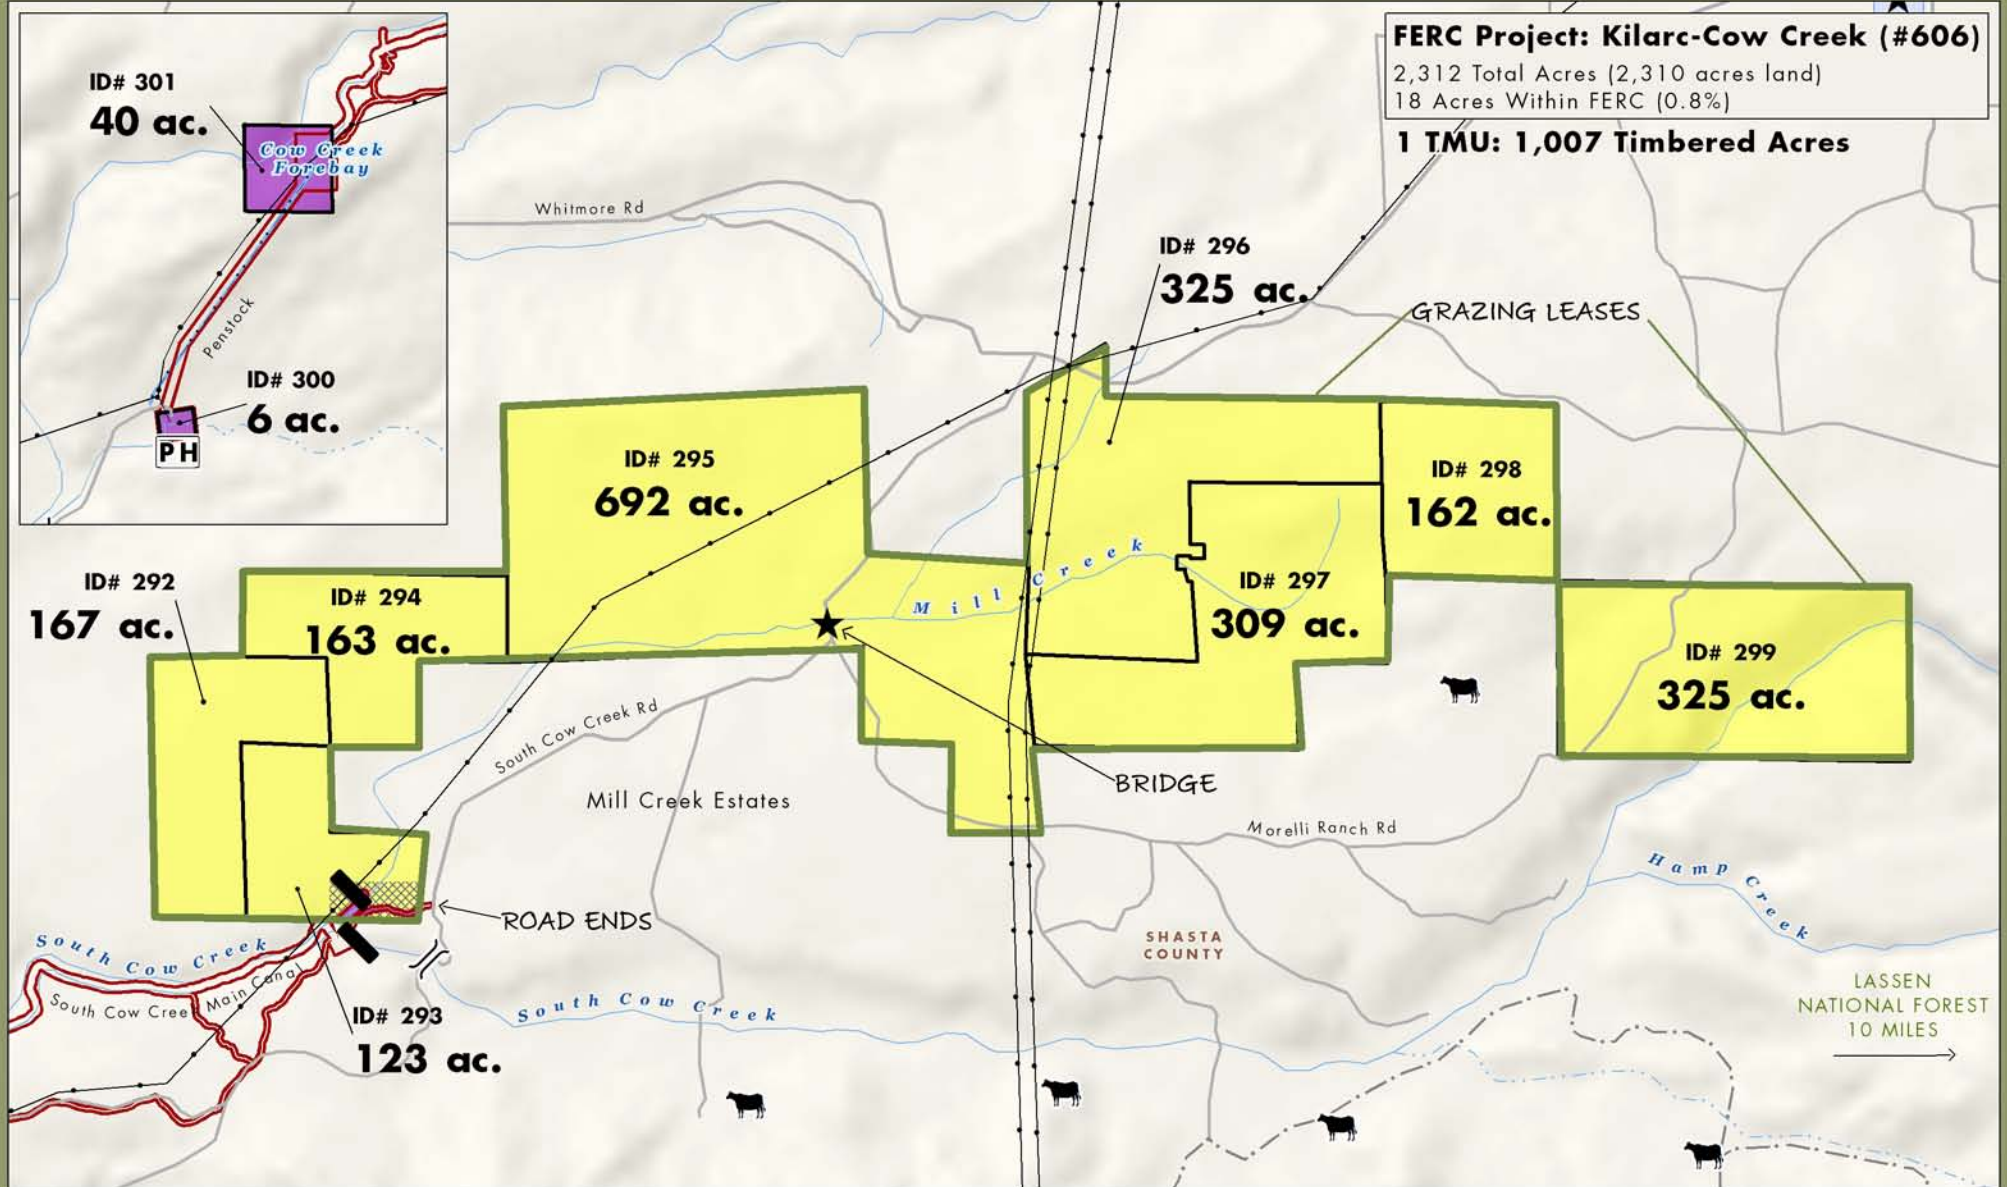 FERC Project: Kilarc-Cow Creek (#606)
2,312 Total Acres (2,310 acres land)
18 Acres Within FERC (0.8%)
1 TMU: 1,007 Timbered Acres
ID# 301
40 ac.
Cow Creek
Forebay
Penstock
ID# 300
6 ac.
PH
Whitmore Rd
ID# 296
325 ac.
GRAZING LEASES
ID# 295
692 ac.
ID# 298
162 ac.
Mill Creek
ID# 292
167 ac.
ID# 294
163 ac.
ID# 297
309 ac.
ID# 299
325 ac.
South Cow Creek Rd
Mill Creek Estates
BRIDGE
Morelli Ranch Rd
Hamp Creek
ROAD ENDS
South Cow Creek
South Cow Creek Main Canal
SHASTA
COUNTY
South Cow Creek
ID# 293
123 ac.
LASSEN
NATIONAL FOREST
10 MILES